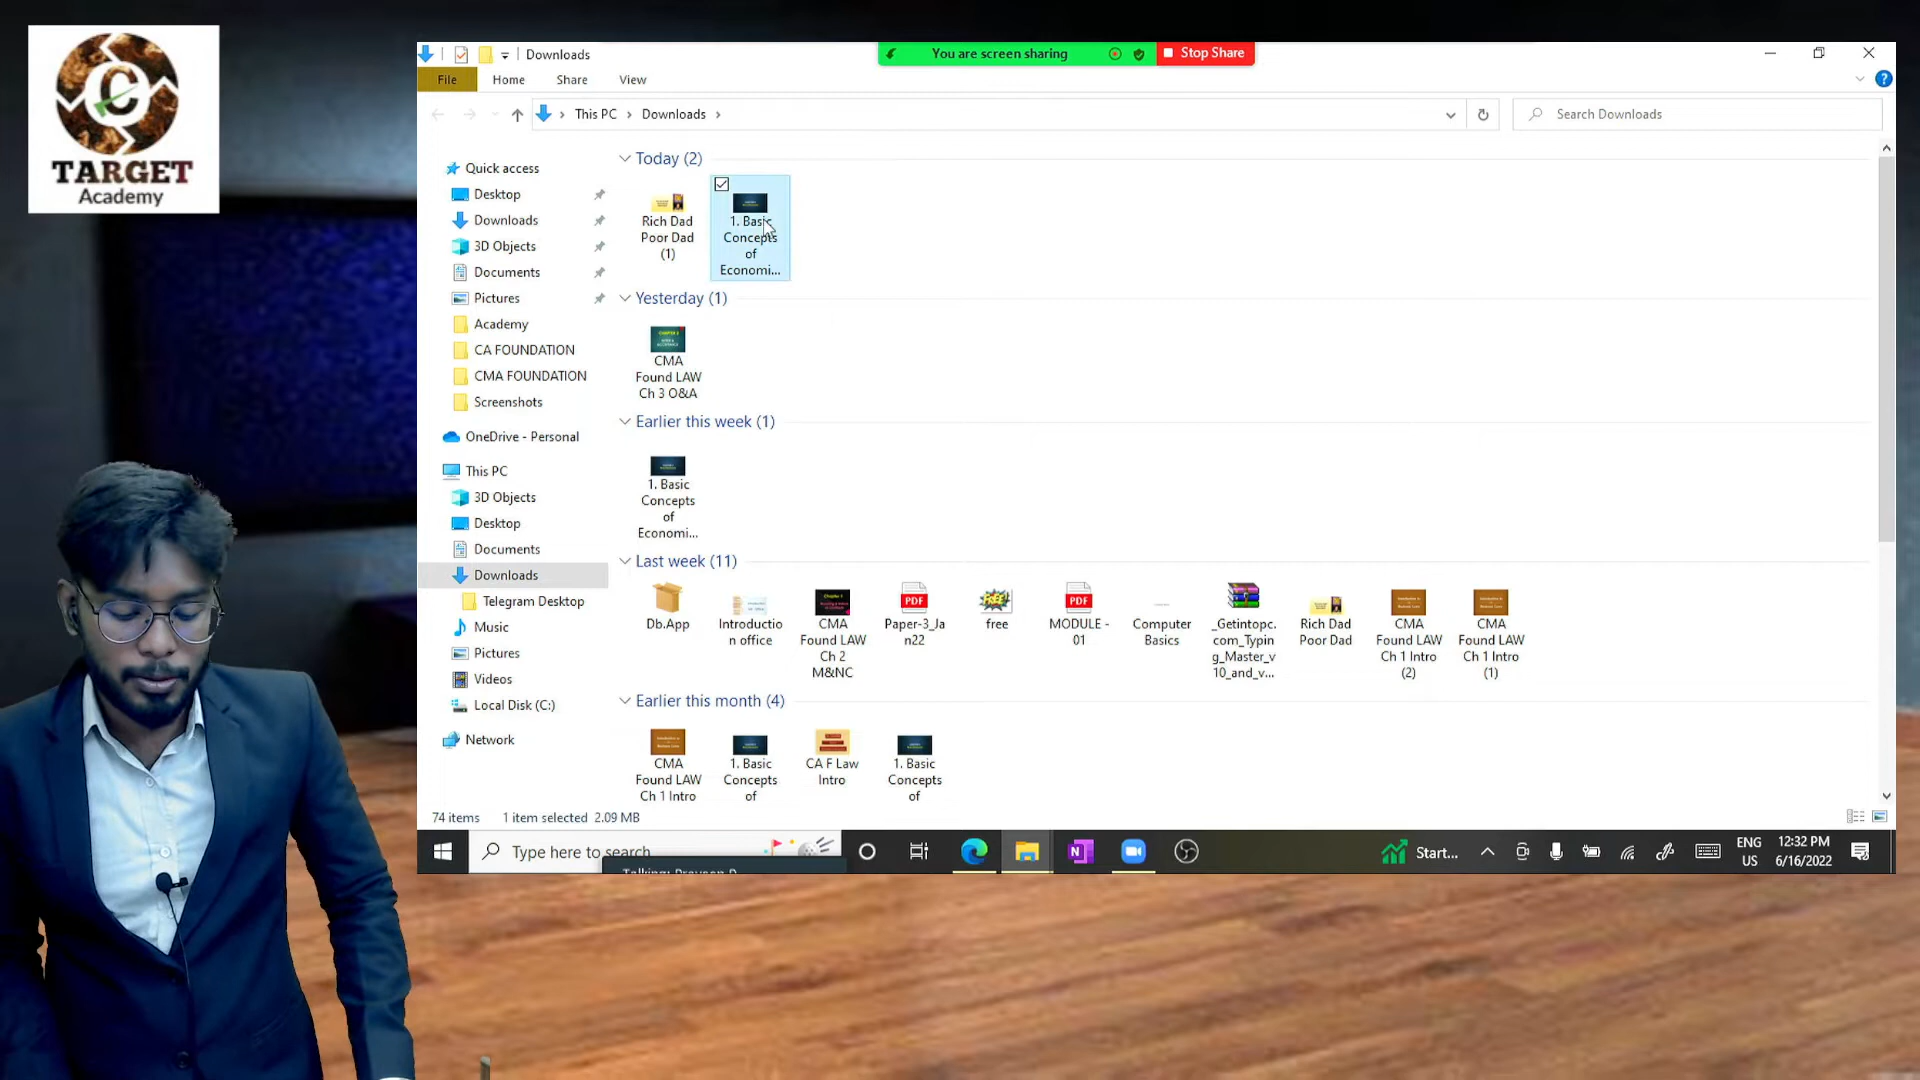 C
TARGET
Academy
Downloads
You are screen sharing
Stop Share
File
Home
Share
View
This PC
Downloads
Search Downloads
Quick access
Desktop
Downloads
3D Objects
Documents
Pictures
Academy
CA FOUNDATION
CMA FOUNDATION
Screenshots
OneDrive - Personal
This PC
3D Objects
Desktop
Documents
Downloads
Telegram Desktop
Music
Pictures
Videos
Local Disk (C:)
Network
Today (2)
Rich Dad
Poor Dad
(1)
1. Basic
Concepts
of
Economi...
Yesterday (1)
CMA
Found LAW
Ch 3 O&A
Earlier this week (1)
1. Basic
Concepts
of
Economi...
Last week (11)
Db.App
Introductio
n office
CMA
Found LAW
Ch 2
M&NC
PDF
Paper-3_Ja
n22
FREE!
free
PDF
MODULE -
01
Computer
Basics
_Getintopc.
com_Typin
g_Master_v
10_and_v...
Rich Dad
Poor Dad
CMA
Found LAW
Ch 1 Intro
(2)
CMA
Found LAW
Ch 1 Intro
(1)
Earlier this month (4)
CMA
Found LAW
Ch 1 Intro
1. Basic
Concepts
of
CA F Law
Intro
1. Basic
Concepts
of
74 items
1 item selected 2.09 MB
Type here to search
Start...
ENG
US
12:32 PM
6/16/2022